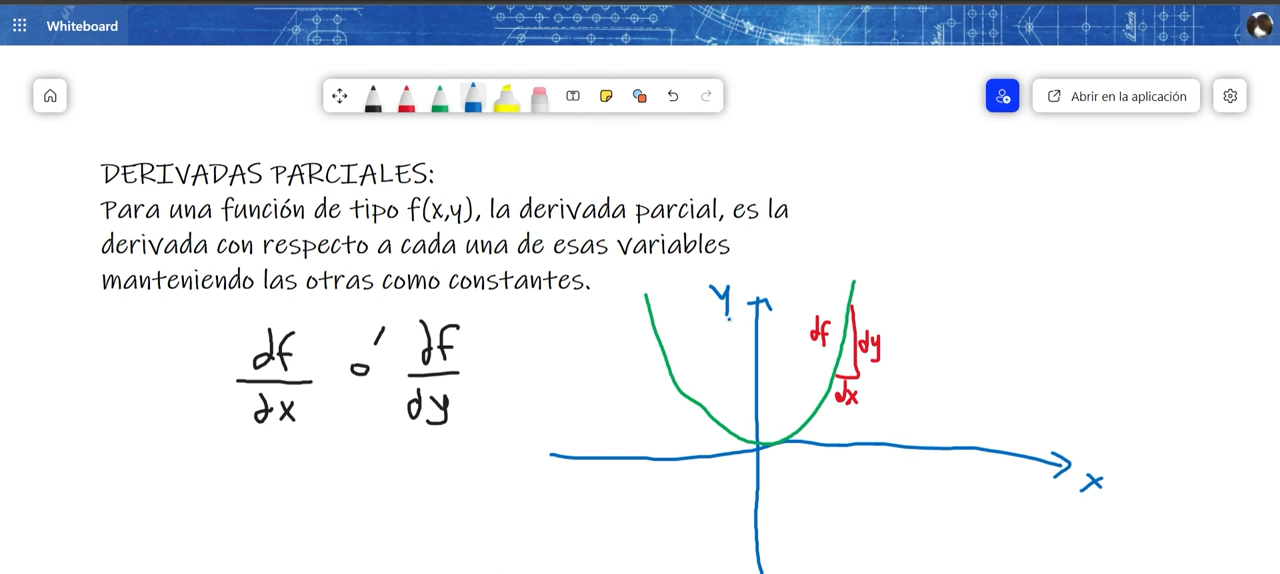 Whiteboard
Abrir en la aplicación
DERIVADAS PARCIALES:
Para una función de tipo f(x,y), la derivada parcial, es la
derivada con respecto a cada una de esas variables
manteniendo las otras como constantes.
∂f/∂x ó ∂f/∂y
Y
df
dy
dx
x